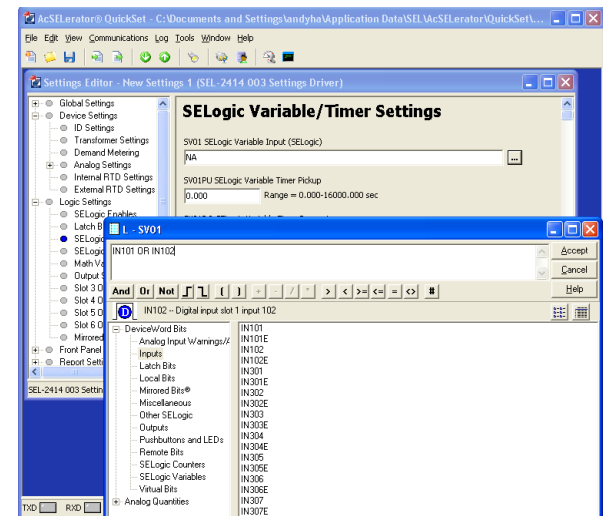 AcSELerator® QuickSet - C:\Documents and Settings\andyha\Application Data\SEL\AcSELerator\QuickSet\...
File Edit View Communications Log Tools Window Help
Settings Editor - New Settings 1 (SEL-2414 003 Settings Driver)
Global Settings
Device Settings
ID Settings
Transformer Settings
Demand Metering
Analog Settings
Internal RTD Settings
External RTD Settings
Logic Settings
SELogic Enables
Latch B
SELogic
SELogic
Math Va
Output S
Slot 3 O
Slot 4 O
Slot 5 O
Slot 6 O
Mirrored
Front Panel
Report Setti
SEL-2414 003 Settin
TXD RXD
SELogic Variable/Timer Settings
SV01 SELogic Variable Input (SELogic)
NA ...
SV01PU SELogic Variable Timer Pickup
0.000 Range = 0.000-16000.000 sec
L - SV01
IN101 OR IN102
Accept
Cancel
Help
And Or Not ( ) + - / * > < >= <= = <> #
D IN102 -- Digital input slot 1 input 102
DeviceWord Bits
Analog Input Warnings/A
Inputs
Latch Bits
Local Bits
Mirrored Bits®
Miscellaneous
Other SELogic
Outputs
Pushbuttons and LEDs
Remote Bits
SELogic Counters
SELogic Variables
Virtual Bits
Analog Quantities
IN101
IN101E
IN102
IN102E
IN301
IN301E
IN302
IN302E
IN303
IN303E
IN304
IN304E
IN305
IN305E
IN306
IN306E
IN307
IN307E